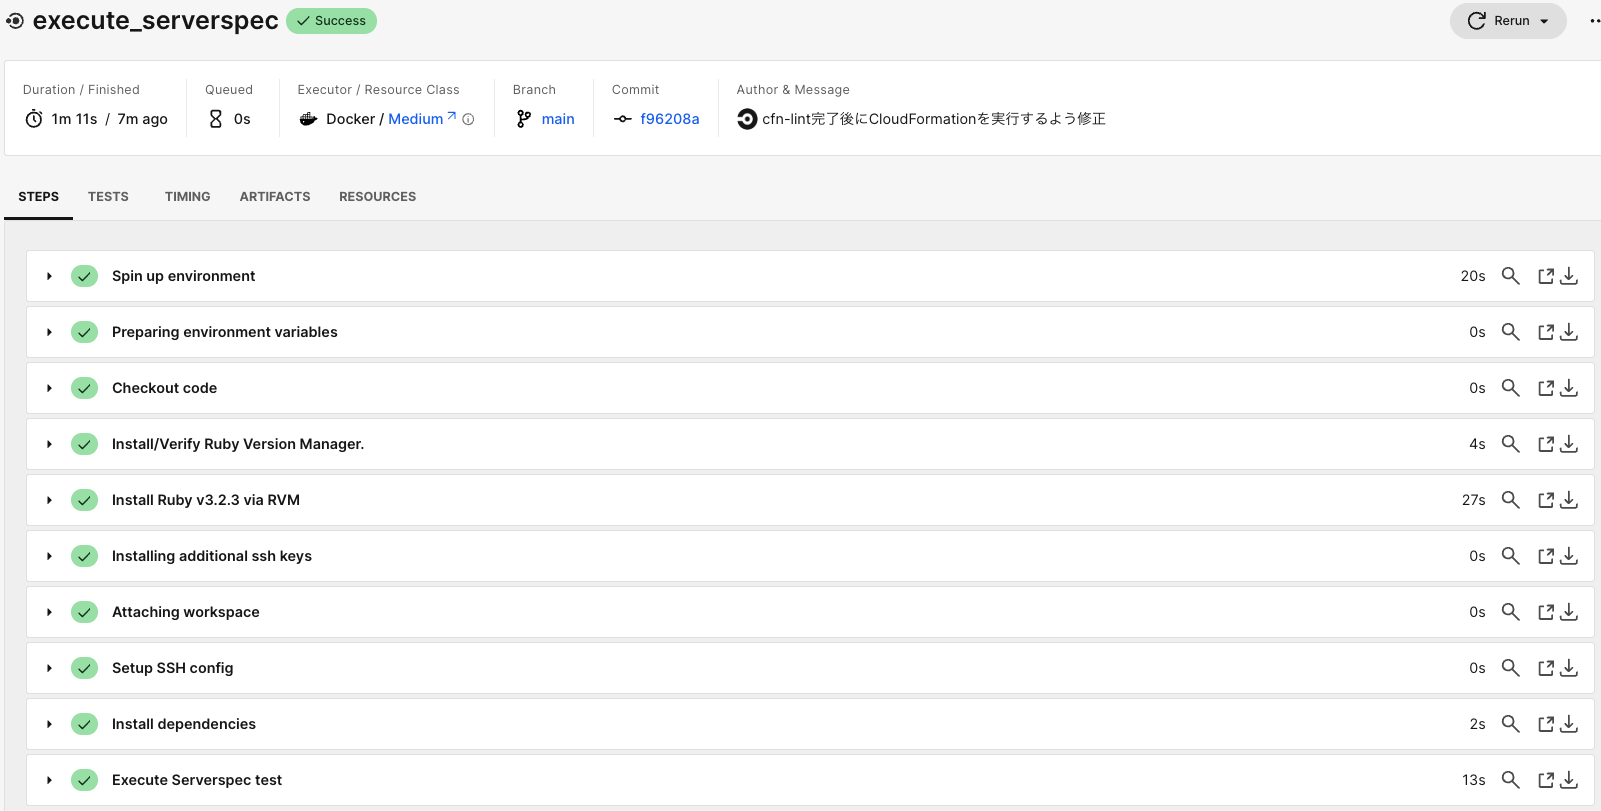 execute_serverspec Success Rerun
Duration / Finished Queued Executor / Resource Class Branch Commit Author & Message
1m 11s / 7m ago 0s Docker / Medium main f96208a cfn-lint完了後にCloudFormationを実行するよう修正
STEPS TESTS TIMING ARTIFACTS RESOURCES
Spin up environment 20s
Preparing environment variables 0s
Checkout code 0s
Install/Verify Ruby Version Manager. 4s
Install Ruby v3.2.3 via RVM 27s
Installing additional ssh keys 0s
Attaching workspace 0s
Setup SSH config 0s
Install dependencies 2s
Execute Serverspec test 13s